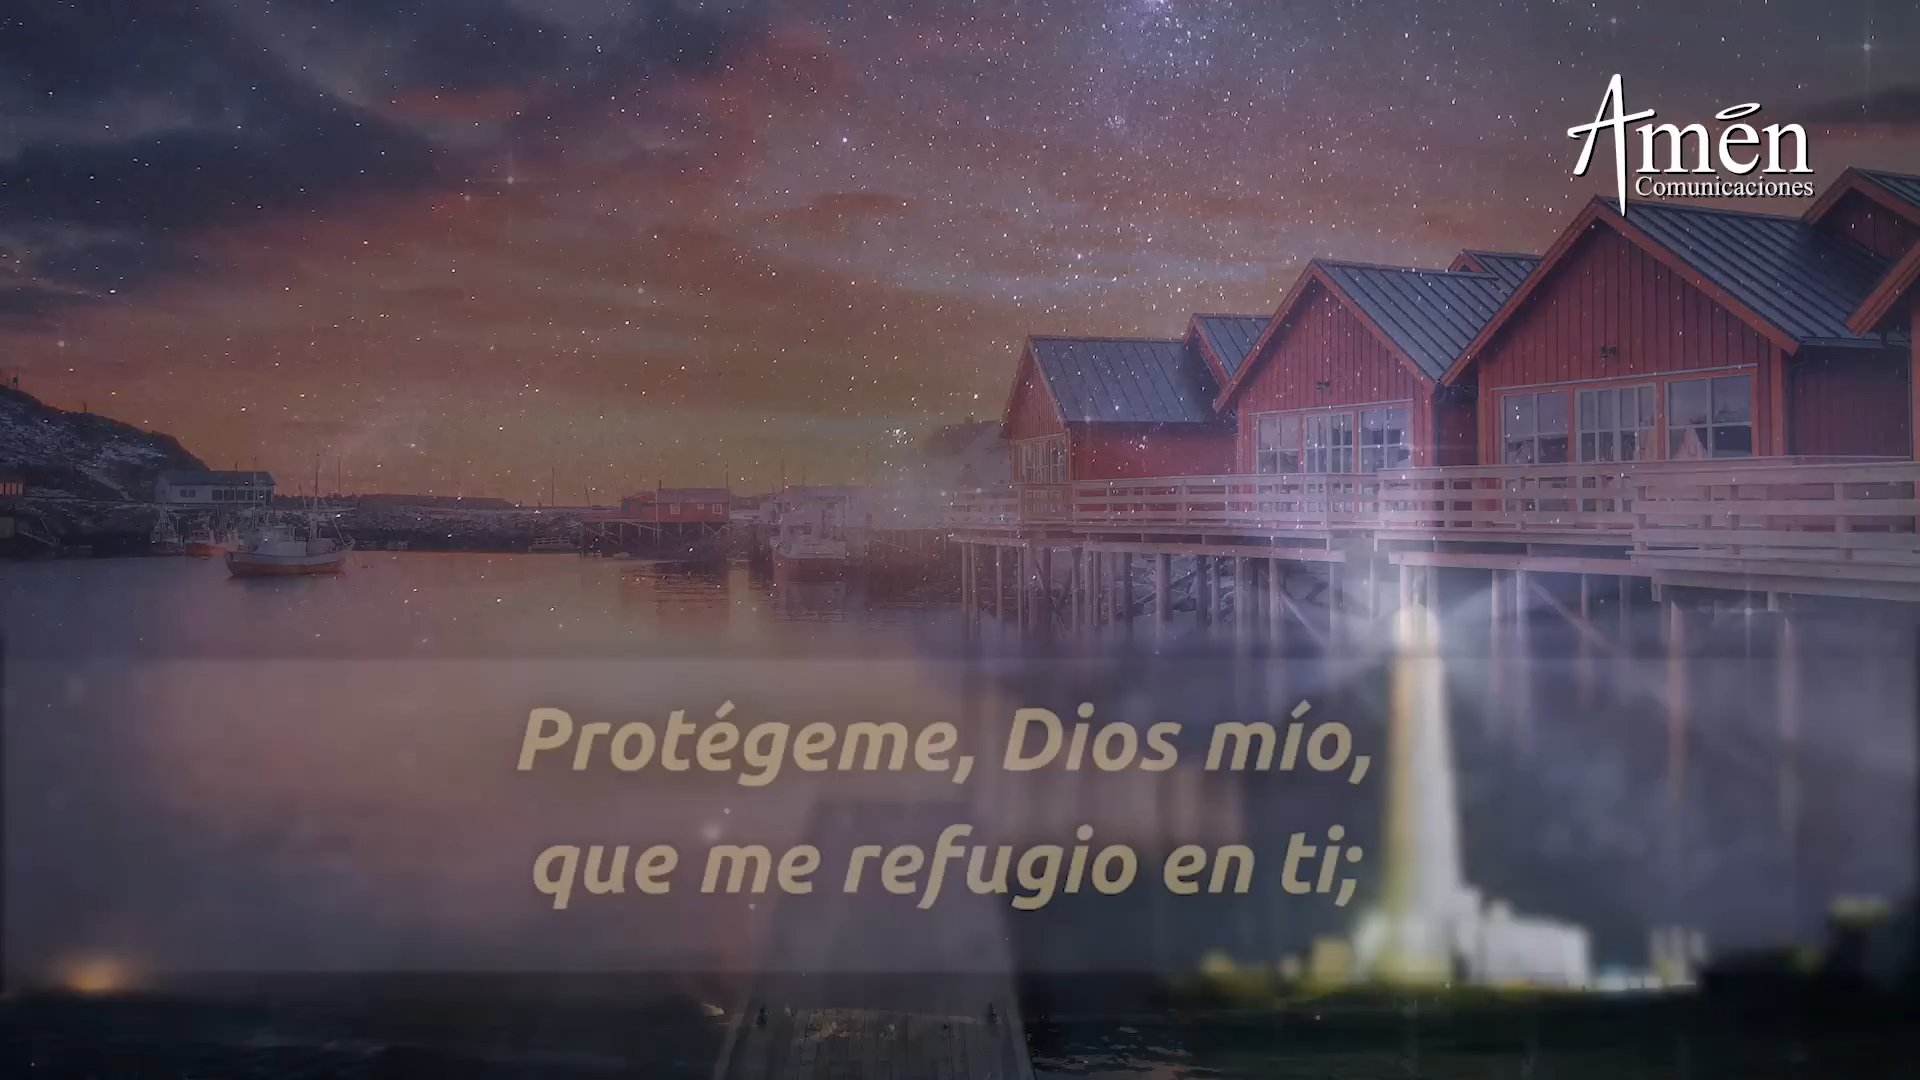 Amén
Comunicaciones
Protégeme, Dios mío,
que me refugio en ti;